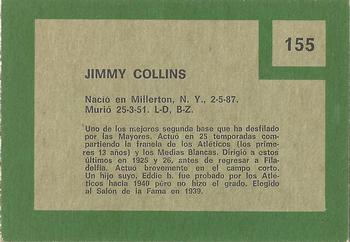 155
JIMMY COLLINS
Nació en Millerton, N. Y., 2-5-87.
Murió 25-3-51. L-D, B-Z.
Uno de los mejores segunda base que ha desfilado
por las Mayores. Actuó en 25 temporadas com-
partiendo la franela de los Atléticos (los prime-
res 13 años) y los Medias Blancas. Dirigió a estos
últimos en 1925 y 26, antes de regresar a Fila-
delfia. Actuó brevemente en el campo corto.
Un hijo suyo, Eddie h. fue probado por los Atlé-
ticos hacia 1940 pero no hizo el grado. Elegido
al Salón de la Fama en 1939.